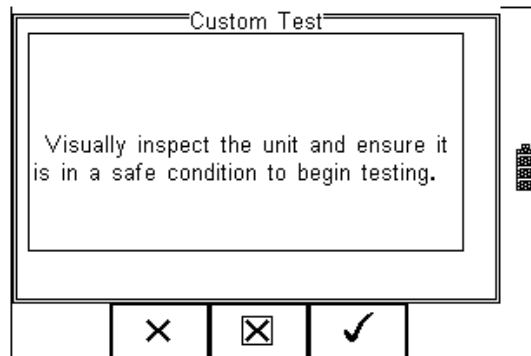 Custom Test
Visually inspect the unit and ensure it
is in a safe condition to begin testing.